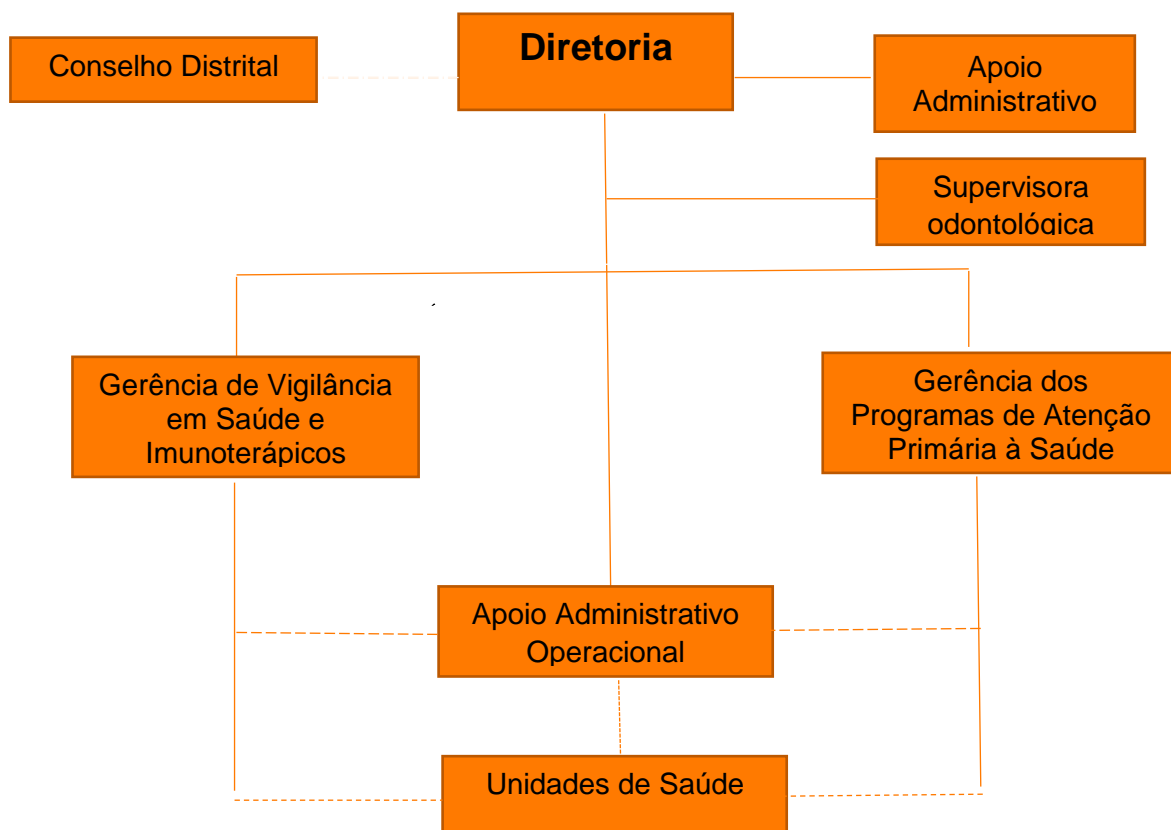 Conselho Distrital
Diretoria
Apoio
Administrativo
Supervisora
odontológica
Gerência de Vigilância
em Saúde e
Imunoterápicos
Gerência dos
Programas de Atenção
Primária à Saúde
Apoio Administrativo
Operacional
Unidades de Saúde